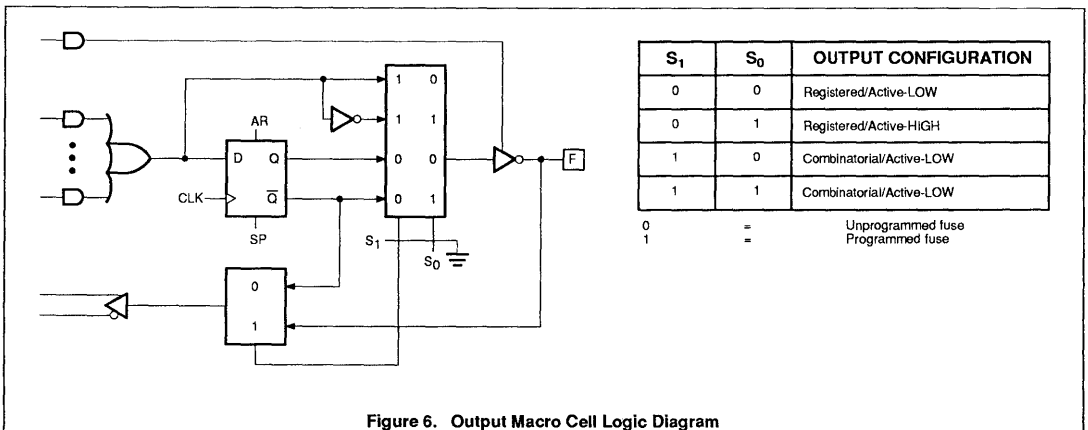 AR
D Q
CLK
Q
SP
1 0
1 1
0 0
0 1
S1
S0
F
0
1
S1 S0 OUTPUT CONFIGURATION
0 0 Registered/Active-LOW
0 1 Registered/Active-HIGH
1 0 Combinatorial/Active-LOW
1 1 Combinatorial/Active-LOW
0 = Unprogrammed fuse
1 = Programmed fuse
Figure 6. Output Macro Cell Logic Diagram